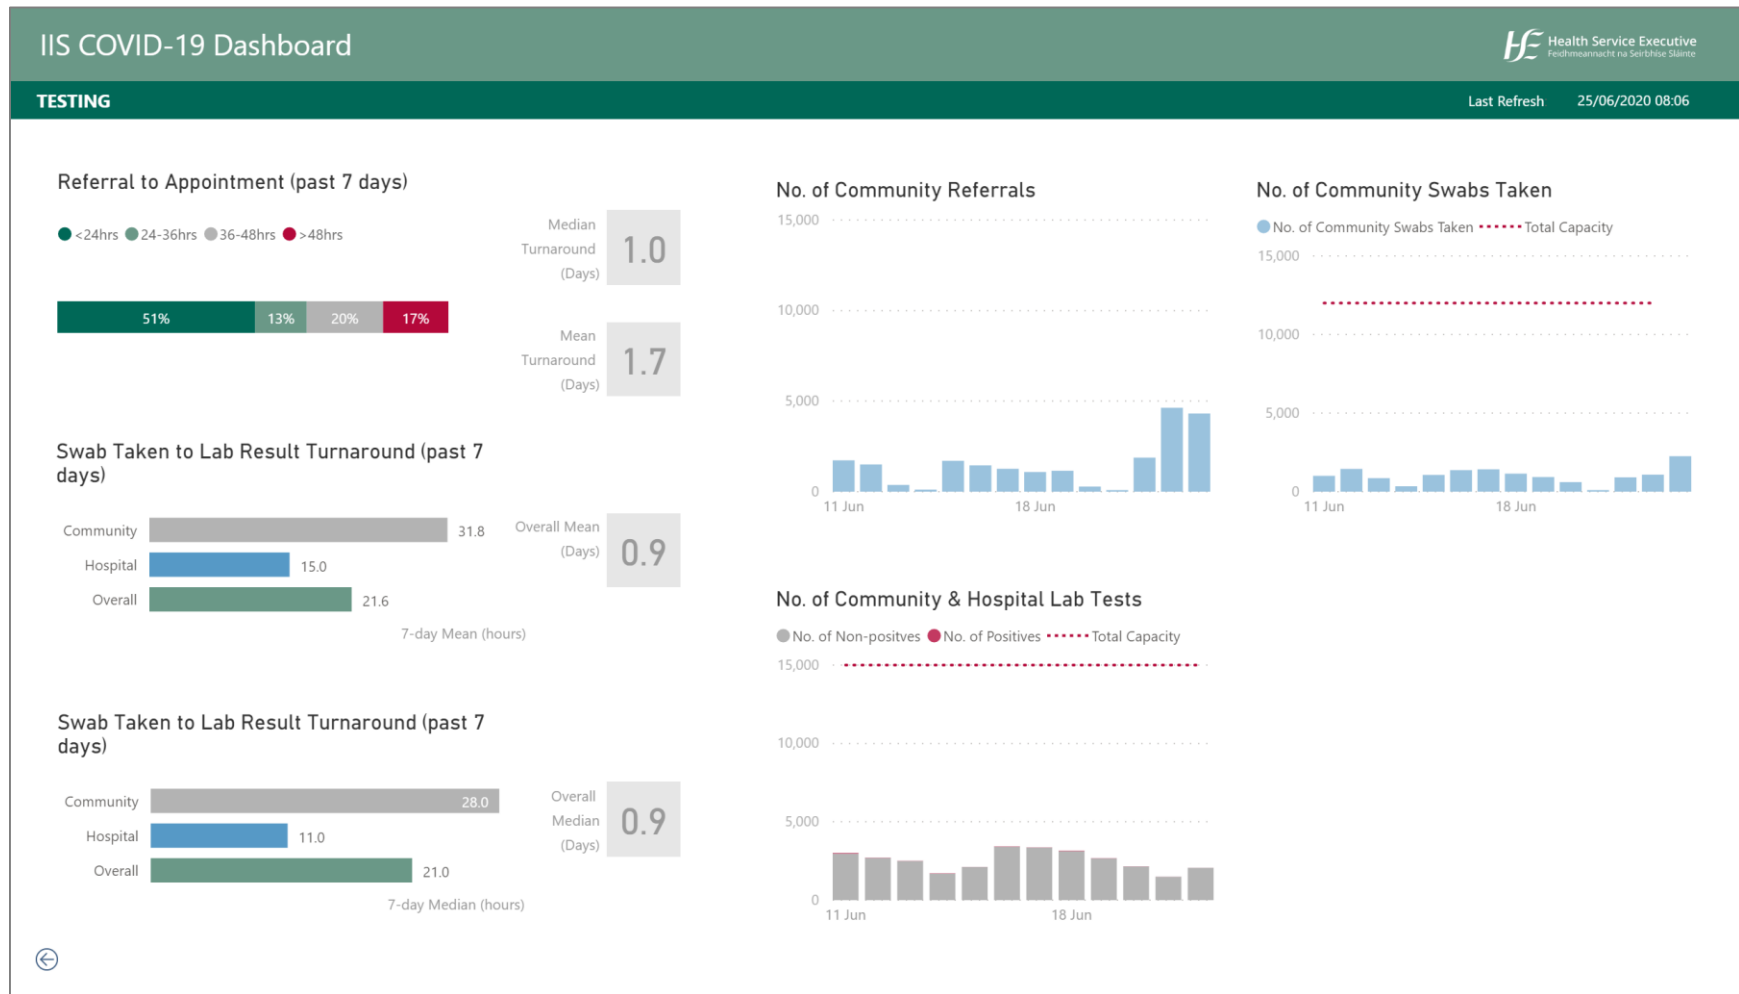 IIS COVID-19 Dashboard
Health Service Executive
Feidhmeannacht na Seirbhíse Sláinte
TESTING
Last Refresh 25/06/2020 08:06
Referral to Appointment (past 7 days)
<24hrs 24-36hrs 36-48hrs >48hrs
51% 13% 20% 17%
Median
Turnaround
(Days)
1.0
Mean
Turnaround
(Days)
1.7
Swab Taken to Lab Result Turnaround (past 7
days)
Community 31.8
Hospital 15.0
Overall 21.6
7-day Mean (hours)
Overall Mean
(Days)
0.9
Swab Taken to Lab Result Turnaround (past 7
days)
Community 28.0
Hospital 11.0
Overall 21.0
7-day Median (hours)
Overall
Median
(Days)
0.9
No. of Community Referrals
15,000
10,000
5,000
0
11 Jun 18 Jun
No. of Community Swabs Taken
No. of Community Swabs Taken Total Capacity
15,000
10,000
5,000
0
11 Jun 18 Jun
No. of Community & Hospital Lab Tests
No. of Non-positves No. of Positives Total Capacity
15,000
10,000
5,000
0
11 Jun 18 Jun